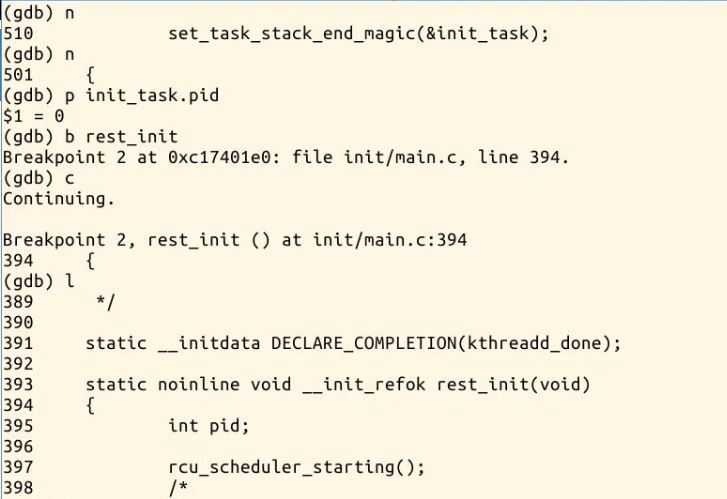 (gdb) n
510             set_task_stack_end_magic(&init_task);
(gdb) n
501     {
(gdb) p init_task.pid
$1 = 0
(gdb) b rest_init
Breakpoint 2 at 0xc17401e0: file init/main.c, line 394.
(gdb) c
Continuing.

Breakpoint 2, rest_init () at init/main.c:394
394     {
(gdb) l
389      */
390
391     static __initdata DECLARE_COMPLETION(kthreadd_done);
392
393     static noinline void __init_refok rest_init(void)
394     {
395             int pid;
396
397             rcu_scheduler_starting();
398             /*